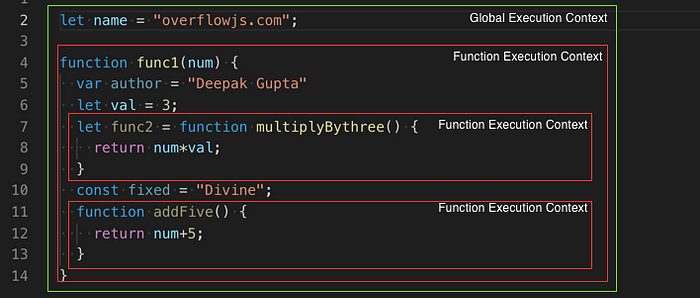 2 let name = "overflowjs.com"; Global Execution Context
3
4 function func1(num) { Function Execution Context
5 var author = "Deepak Gupta"
6 let val = 3;
7 let func2 = function multiplyBythree() { Function Execution Context
8 return num*val;
9 }
10 const fixed = "Divine";
11 function addFive() { Function Execution Context
12 return num+5;
13 }
14 }